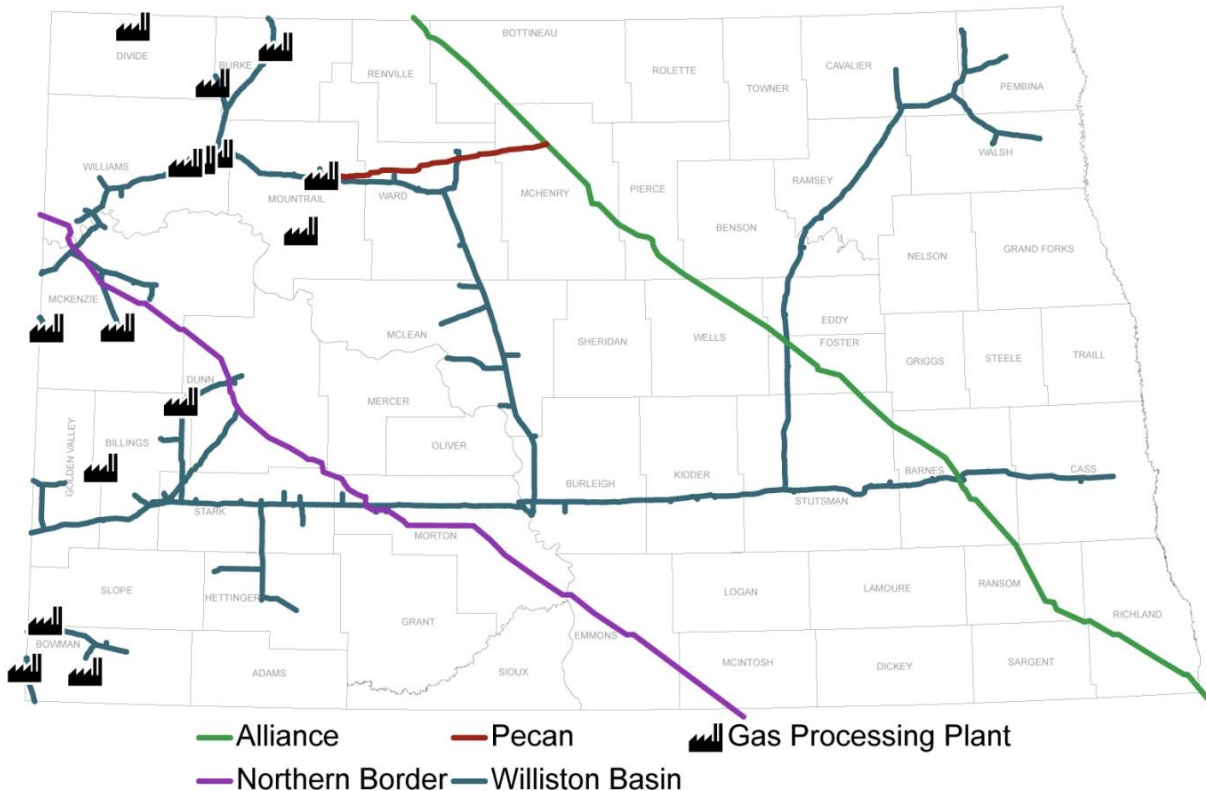 BOTTINEAU
DIVIDE
BURKE
RENVILLE
ROLETTE
TOWNER
CAVALIER
PEMBINA
WALSH
WILLIAMS
MOUNTRAIL
WARD
MCHENRY
PIERCE
RAMSEY
BENSON
NELSON
GRAND FORKS
MCKENZIE
MCLEAN
SHERIDAN
WELLS
EDDY
FOSTER
GRIGGS
STEELE
TRAILL
DUNN
MERCER
GOLDEN VALLEY
BILLINGS
OLIVER
BURLEIGH
KIDDER
STUTSMAN
BARNES
CASS
STARK
MORTON
SLOPE
HETTINGER
GRANT
EMMONS
LOGAN
LAMOURE
RANSOM
RICHLAND
BOWMAN
ADAMS
SIOUX
MCINTOSH
DICKEY
SARGENT
Alliance Pecan Gas Processing Plant
Northern Border Williston Basin